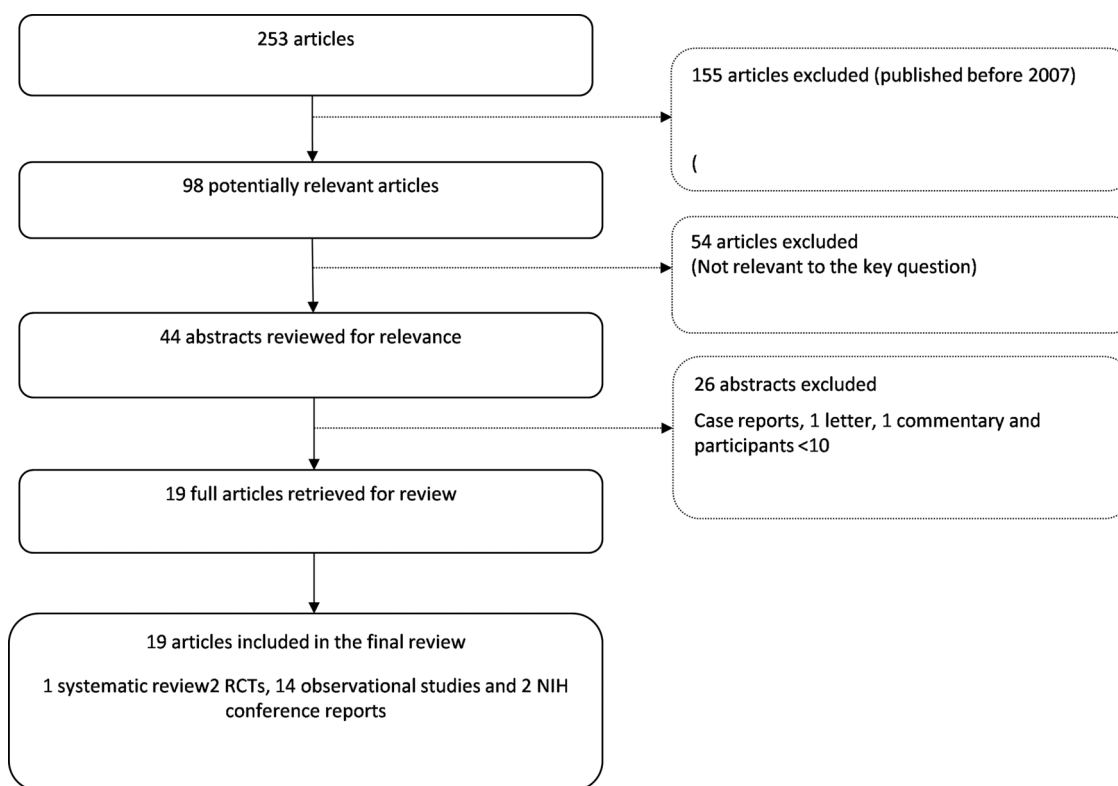 253 articles
155 articles excluded (published before 2007)
(
98 potentially relevant articles
54 articles excluded
(Not relevant to the key question)
44 abstracts reviewed for relevance
26 abstracts excluded
Case reports, 1 letter, 1 commentary and
participants <10
19 full articles retrieved for review
19 articles included in the final review
1 systematic review2 RCTs, 14 observational studies and 2 NIH
conference reports